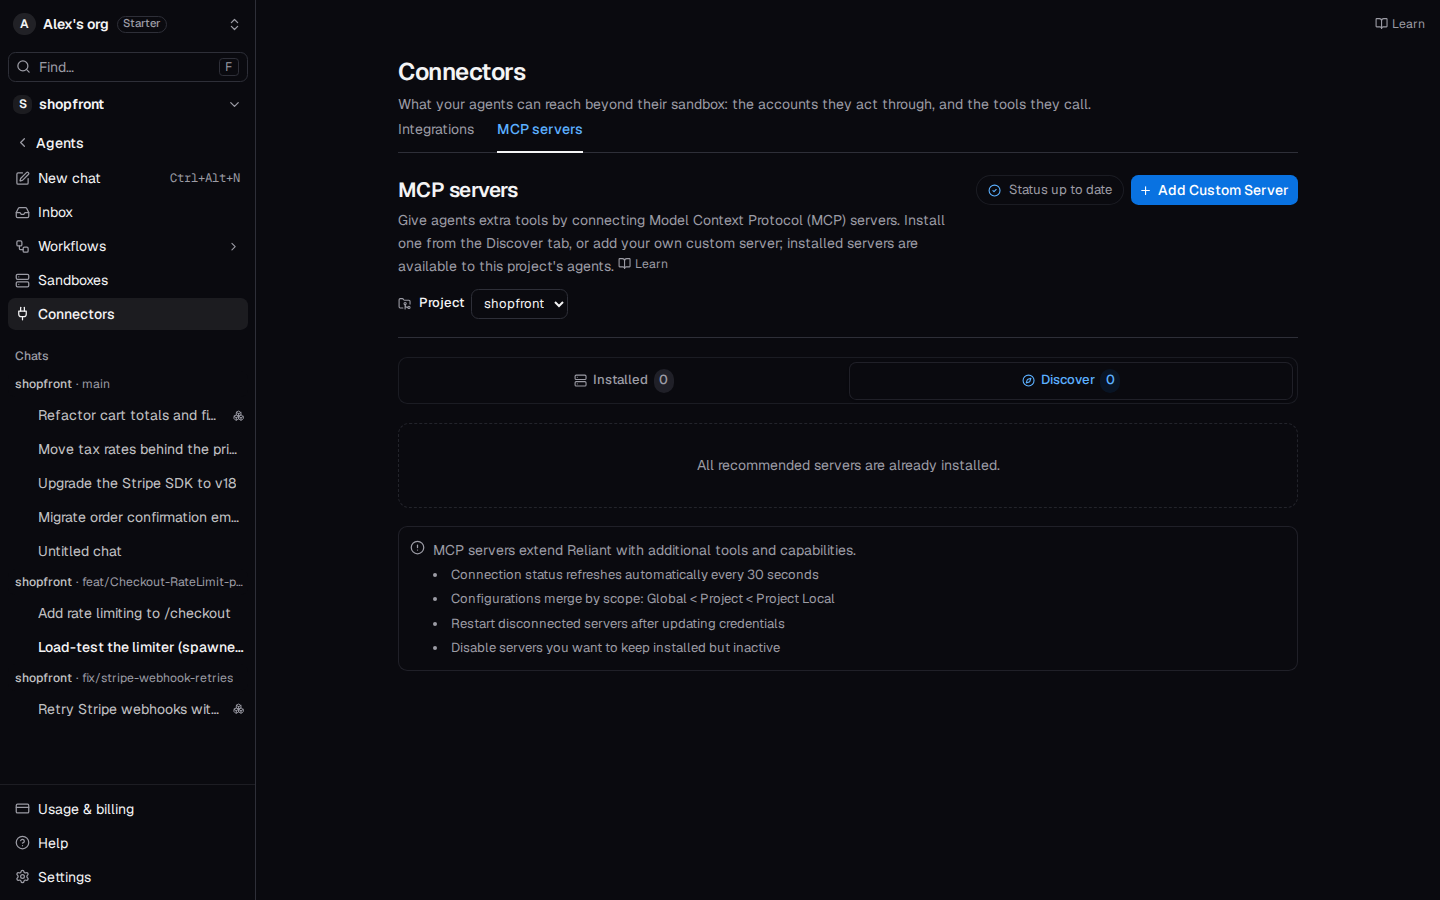 A Alex's org Starter
Find... F
S shopfront
Agents
New chat Ctrl+Alt+N
Inbox
Workflows
Sandboxes
Connectors
Chats
shopfront · main
Refactor cart totals and fi...
Move tax rates behind the pri...
Upgrade the Stripe SDK to v18
Migrate order confirmation em...
Untitled chat
shopfront · feat/Checkout-RateLimit-p...
Add rate limiting to /checkout
Load-test the limiter (spawne...
shopfront · fix/stripe-webhook-retries
Retry Stripe webhooks wit...
Usage & billing
Help
Settings
Learn
Connectors
What your agents can reach beyond their sandbox: the accounts they act through, and the tools they call.
Integrations MCP servers
MCP servers
Status up to date
Add Custom Server
Give agents extra tools by connecting Model Context Protocol (MCP) servers. Install
one from the Discover tab, or add your own custom server; installed servers are
available to this project's agents. Learn
Project shopfront
Installed 0
Discover 0
All recommended servers are already installed.
MCP servers extend Reliant with additional tools and capabilities.
• Connection status refreshes automatically every 30 seconds
• Configurations merge by scope: Global < Project < Project Local
• Restart disconnected servers after updating credentials
• Disable servers you want to keep installed but inactive